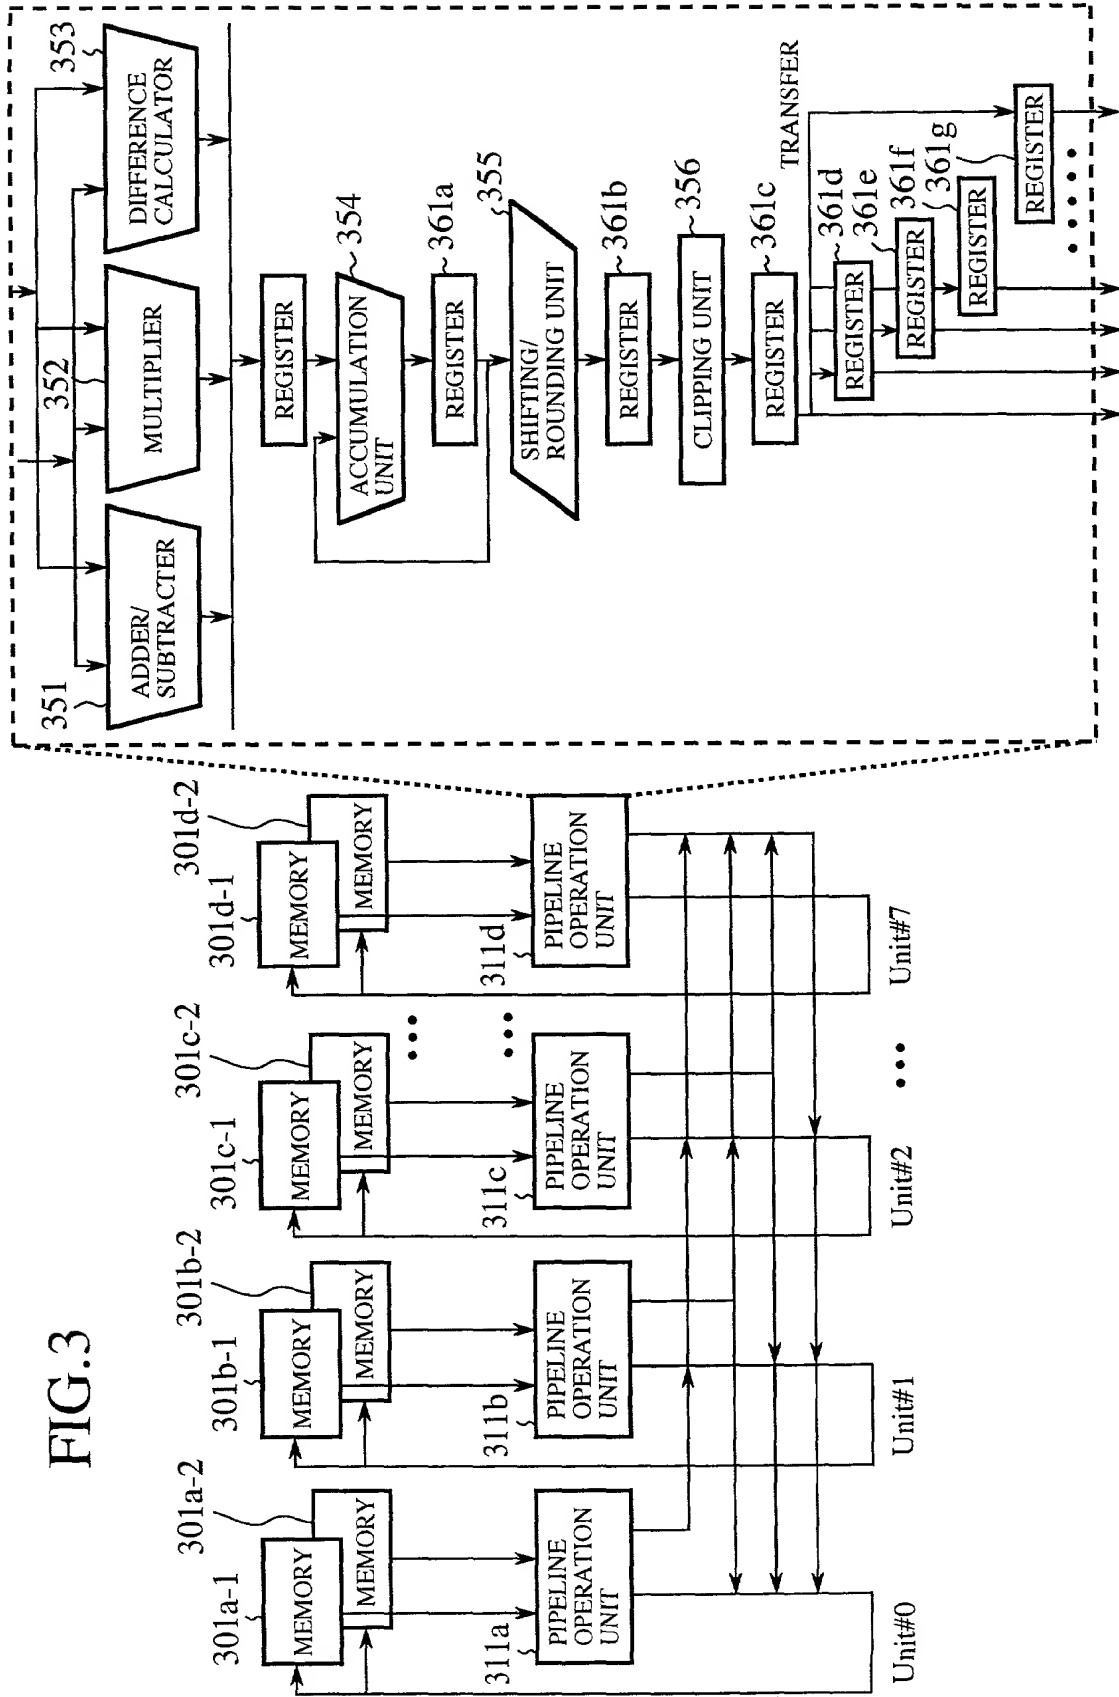 FIG.3
301a-1
301a-2
MEMORY
MEMORY
311a
PIPELINE
OPERATION
UNIT
Unit#0
301b-1
301b-2
MEMORY
MEMORY
311b
PIPELINE
OPERATION
UNIT
Unit#1
301c-1
301c-2
MEMORY
MEMORY
311c
PIPELINE
OPERATION
UNIT
Unit#2
301d-1
301d-2
MEMORY
MEMORY
311d
PIPELINE
OPERATION
UNIT
Unit#7
351
ADDER/
SUBTRACTER
352
MULTIPLIER
353
DIFFERENCE
CALCULATOR
REGISTER
354
ACCUMULATION
UNIT
361a
REGISTER
355
SHIFTING/
ROUNDING UNIT
361b
REGISTER
356
CLIPPING UNIT
361c
REGISTER
TRANSFER
361d
REGISTER
361e
REGISTER
361f
REGISTER
361g
REGISTER